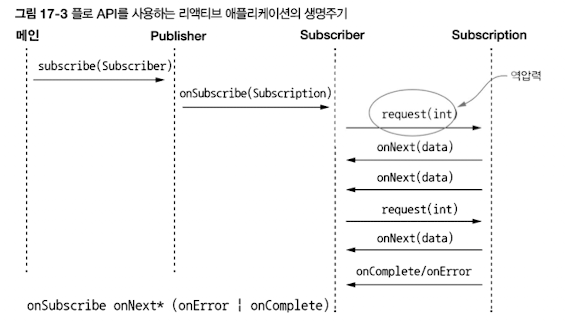 그림 17-3 플로 API를 사용하는 리액티브 애플리케이션의 생명주기
메인 Publisher Subscriber Subscription
subscribe(Subscriber)
onSubscribe(Subscription)
역압력
request(int)
onNext(data)
onNext(data)
request(int)
onNext(data)
onComplete/onError
onSubscribe onNext* (onError | onComplete)